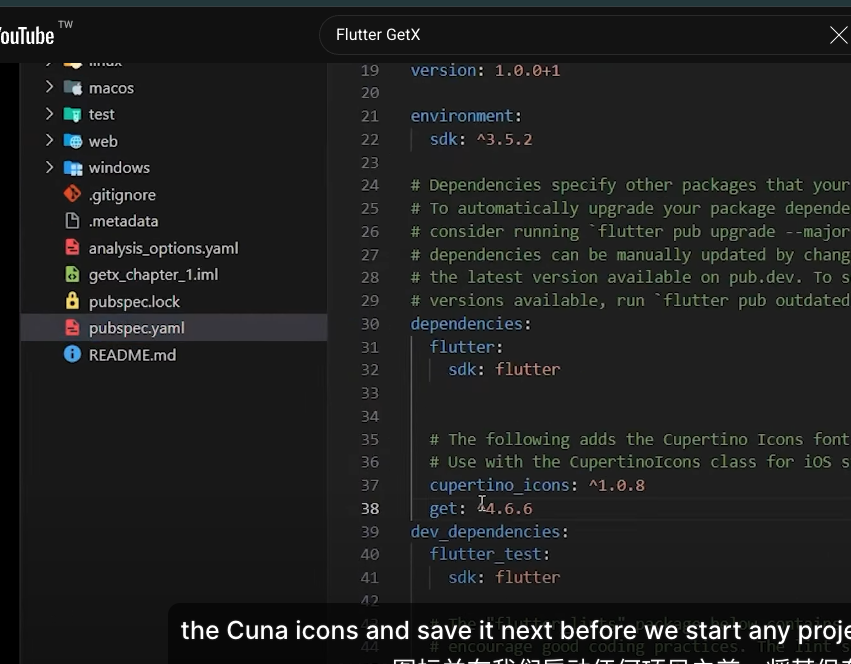 YouTube TW
Flutter GetX
linux
macos
test
web
windows
.gitignore
.metadata
analysis_options.yaml
getx_chapter_1.iml
pubspec.lock
pubspec.yaml
README.md
19 version: 1.0.0+1
20
21 environment:
22 sdk: ^3.5.2
23
24 # Dependencies specify other packages that your
25 # To automatically upgrade your package depende
26 # consider running `flutter pub upgrade --major
27 # dependencies can be manually updated by chang
28 # the latest version available on pub.dev. To s
29 # versions available, run `flutter pub outdated
30 dependencies:
31 flutter:
32 sdk: flutter
33
34
35 # The following adds the Cupertino Icons font
36 # Use with the CupertinoIcons class for iOS s
37 cupertino_icons: ^1.0.8
38 get: ^4.6.6
39 dev_dependencies:
40 flutter_test:
41 sdk: flutter
42
44 # encourage good coding practices. The lint s
the Cuna icons and save it next before we start any proje